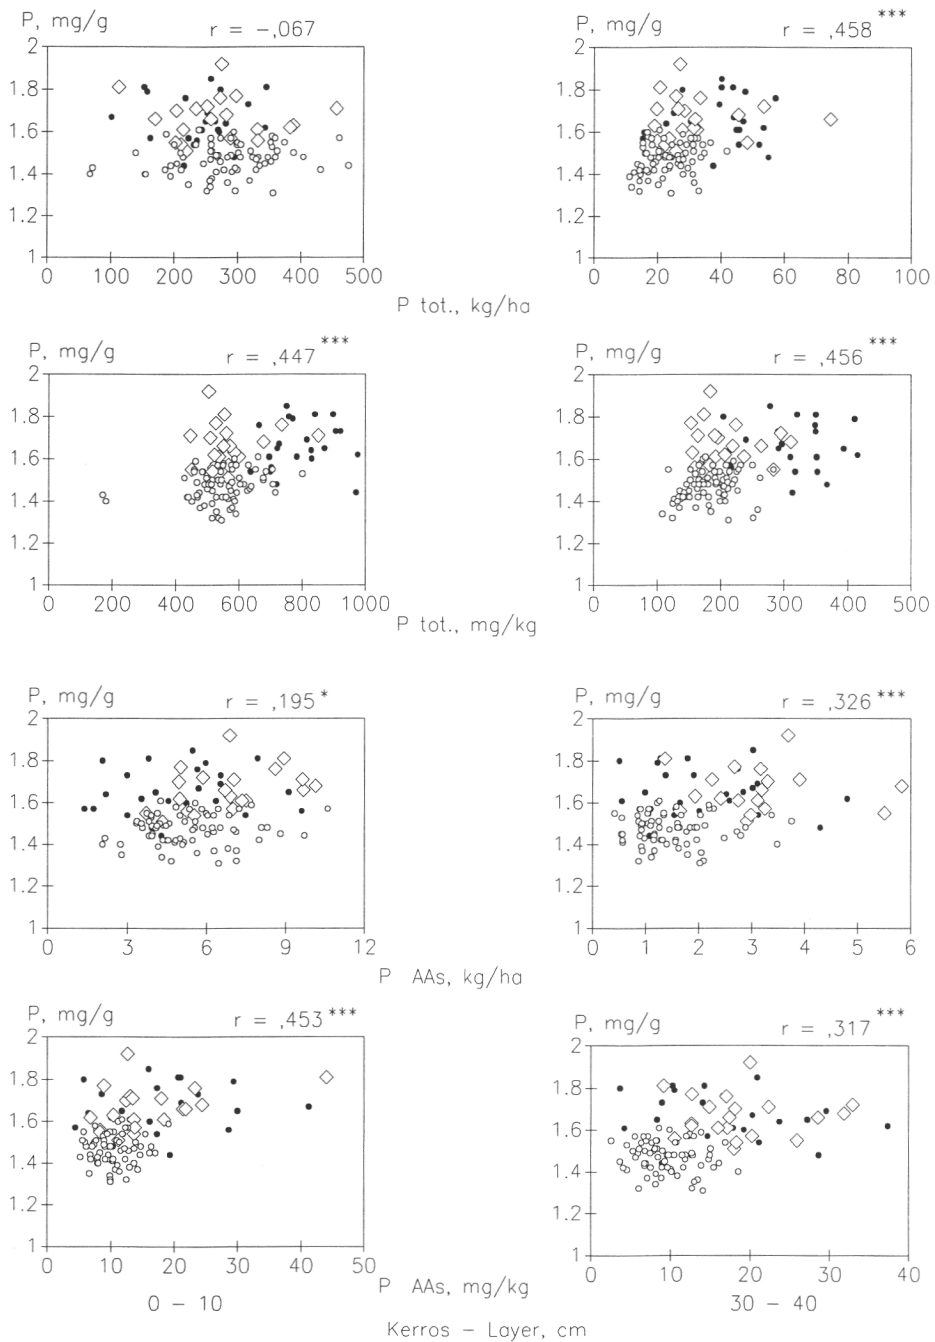 P, mg/g r = -,067 P, mg/g r = ,458***
2 1.8 1.6 1.4 1.2 1
2 1.8 1.6 1.4 1.2 1
0 100 200 300 400 500 0 20 40 60 80 100
P tot., kg/ha
P, mg/g r = ,447*** P, mg/g r = ,456***
2 1.8 1.6 1.4 1.2 1
2 1.8 1.6 1.4 1.2 1
0 200 400 600 800 1000 0 100 200 300 400 500
P tot., mg/kg
P, mg/g r = ,195* P, mg/g r = ,326***
2 1.8 1.6 1.4 1.2 1
2 1.8 1.6 1.4 1.2 1
0 3 6 9 12 0 1 2 3 4 5 6
P AAs, kg/ha
P, mg/g r = ,453*** P, mg/g r = ,317***
2 1.8 1.6 1.4 1.2 1
2 1.8 1.6 1.4 1.2 1
0 10 20 30 40 50 0 10 20 30 40
P AAs, mg/kg
0 - 10 30 - 40
Kerros - Layer, cm